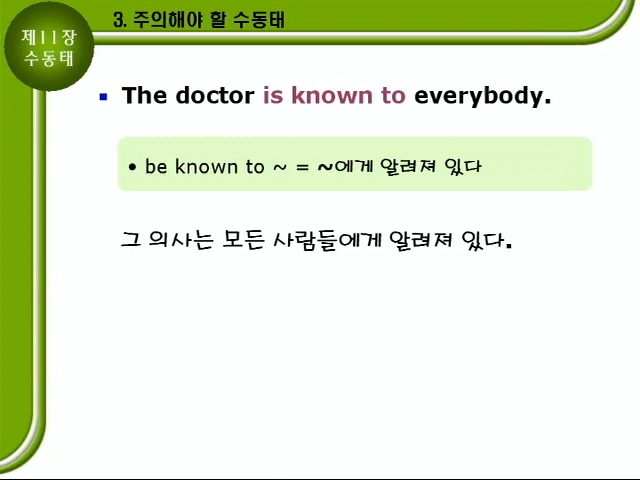 제11장
수동태
3. 주의해야 할 수동태
▪ The doctor is known to everybody.
• be known to ~ = ~에게 알려져 있다
그 의사는 모든 사람들에게 알려져 있다.